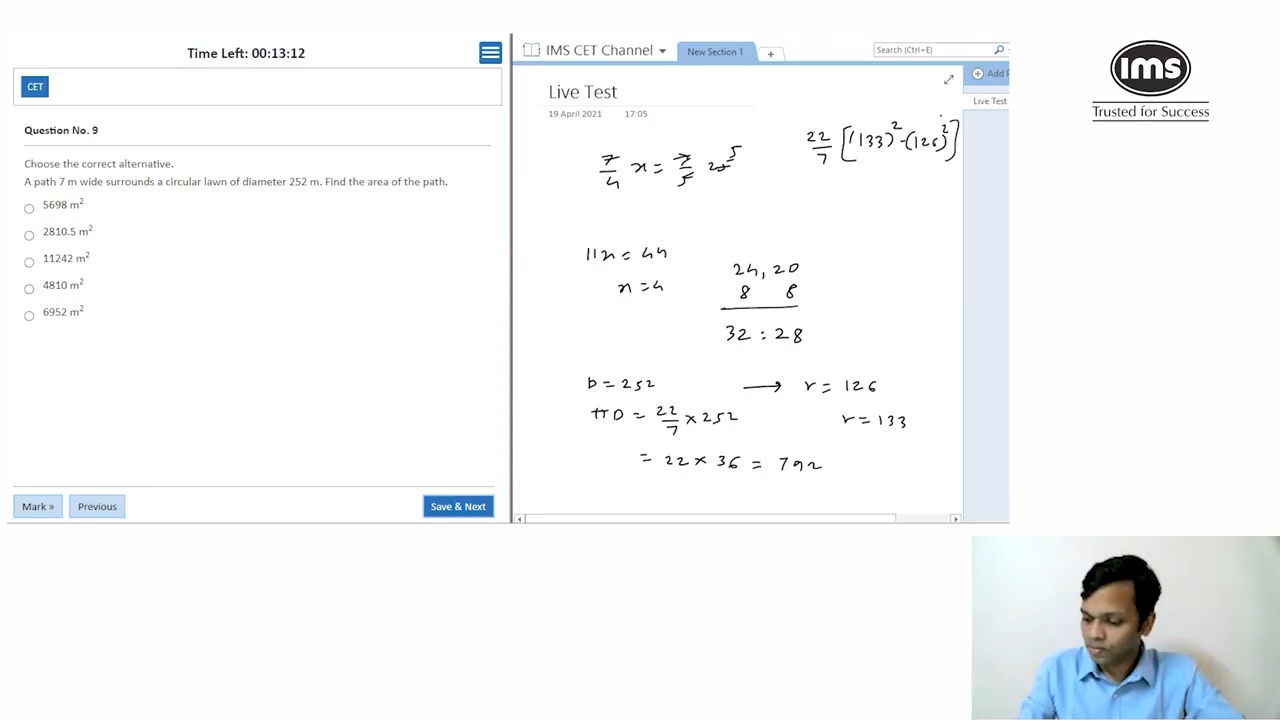 Time Left: 00:13:12
CET
Question No. 9
Choose the correct alternative.
A path 7 m wide surrounds a circular lawn of diameter 252 m. Find the area of the path.
5698 m²
2810.5 m²
11242 m²
4810 m²
6952 m²
Mark »
Previous
Save & Next
IMS CET Channel
New Section 1
Search (Ctrl+E)
Add P
Live Test
Live Test
19 April 2021 17:05
22/7 [(133)² - (126)²]
7/4 x = 7/5 25 5
11x = 44
x = 4
24, 20
8 8
32 : 28
D = 252 → r = 126
πD = 22/7 × 252 r = 133
= 22 × 36 = 792
ims
Trusted for Success